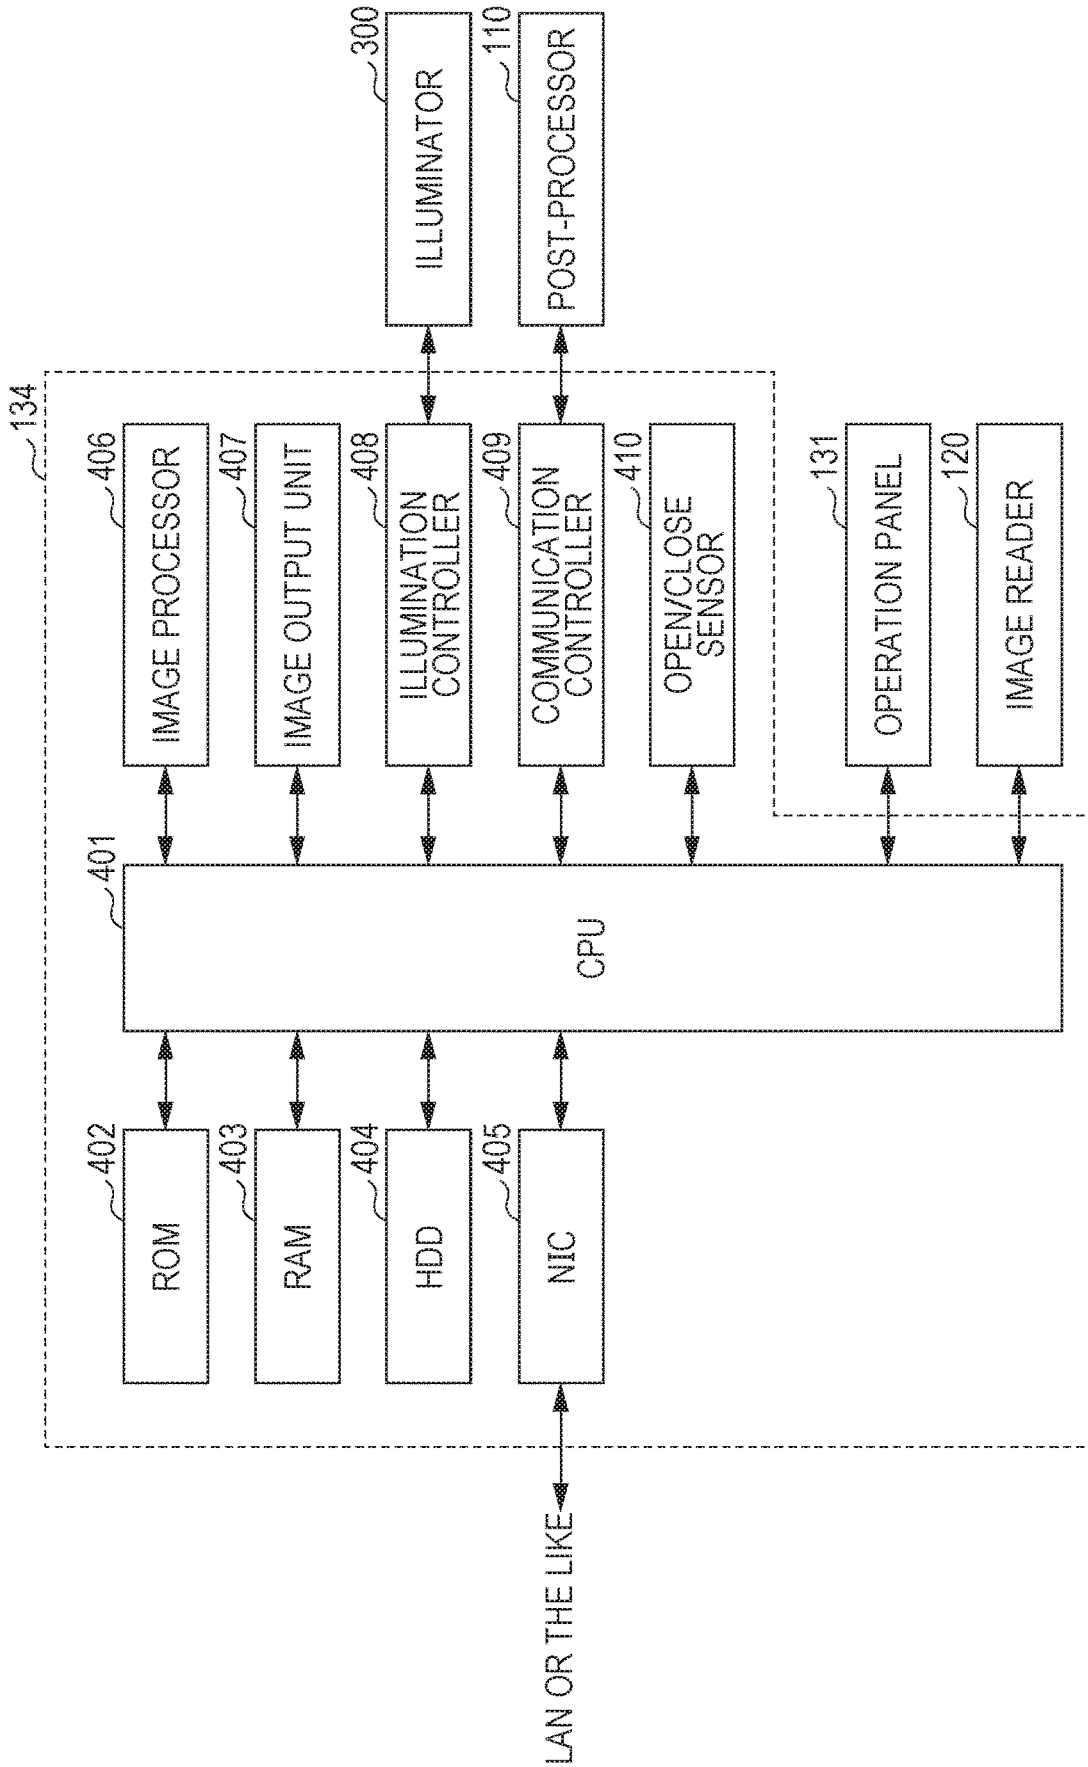 134
402
ROM
403
RAM
404
HDD
405
NIC
LAN OR THE LIKE
401
CPU
406
IMAGE PROCESSOR
407
IMAGE OUTPUT UNIT
408
ILLUMINATION
CONTROLLER
409
COMMUNICATION
CONTROLLER
410
OPEN/CLOSE
SENSOR
131
OPERATION PANEL
120
IMAGE READER
300
ILLUMINATOR
110
POST-PROCESSOR